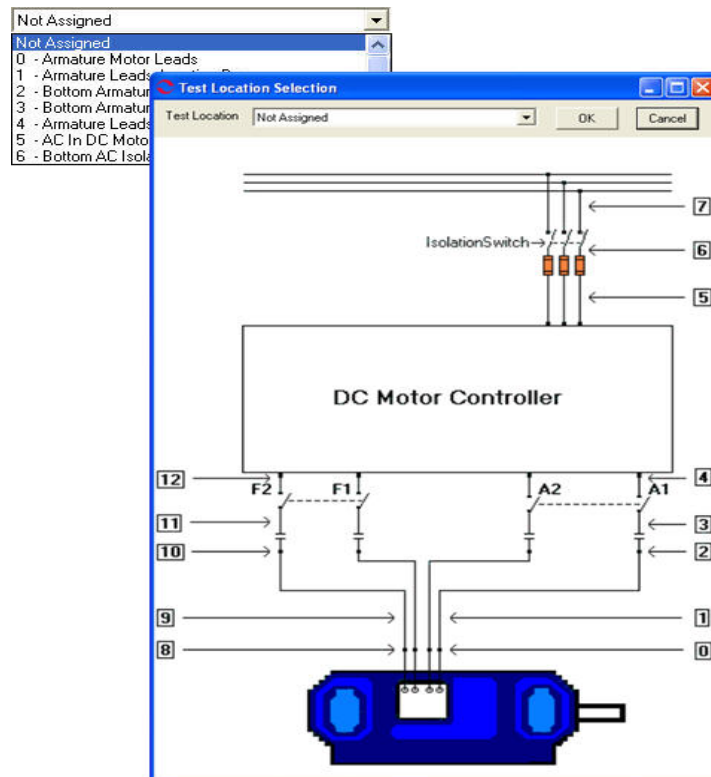 Not Assigned
Not Assigned
0 - Armature Motor Leads
1 - Armature Leads
2 - Bottom Armatur
3 - Bottom Armatur
4 - Armature Leads
5 - AC In DC Moto
6 - Bottom AC Isola
Test Location Selection
Test Location Not Assigned OK Cancel
7
IsolationSwitch
6
5
DC Motor Controller
12 4
F2 F1 A2 A1
11 3
10 2
9 1
8 0